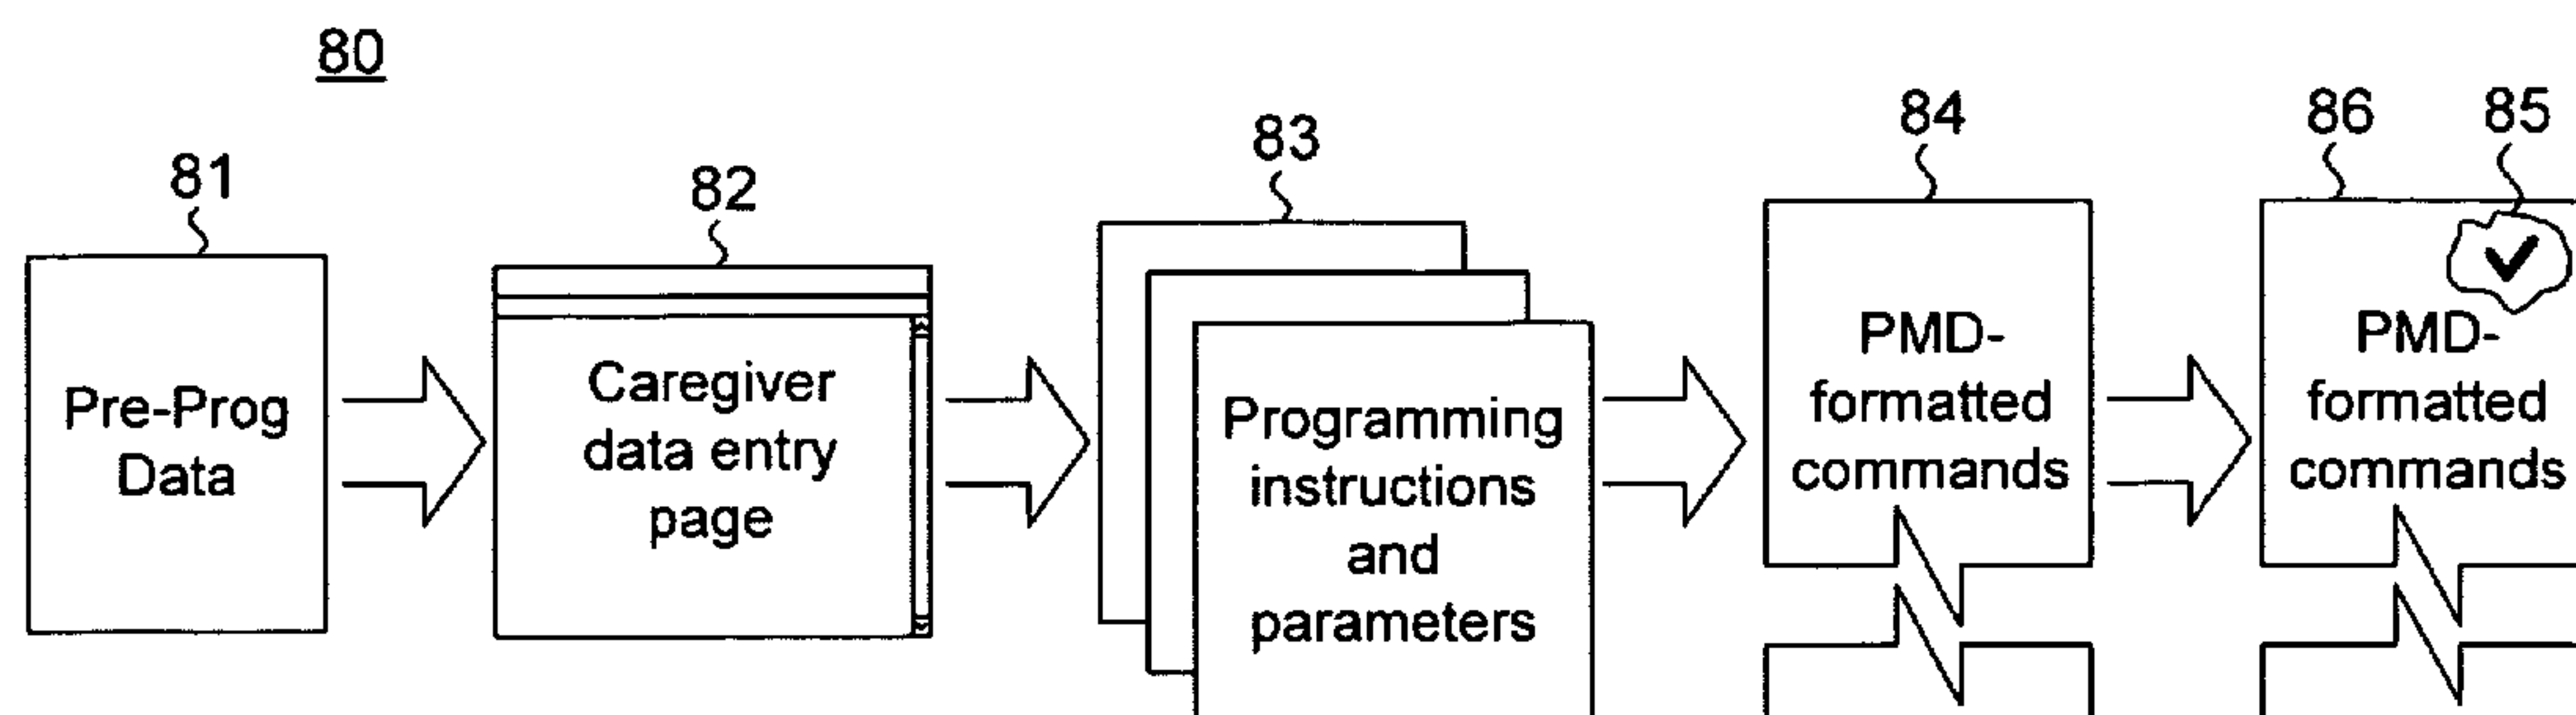 80
81
Pre-Prog
Data
82
Caregiver
data entry
page
83
Programming
instructions
and
parameters
84
PMD-
formatted
commands
86
85
PMD-
formatted
commands